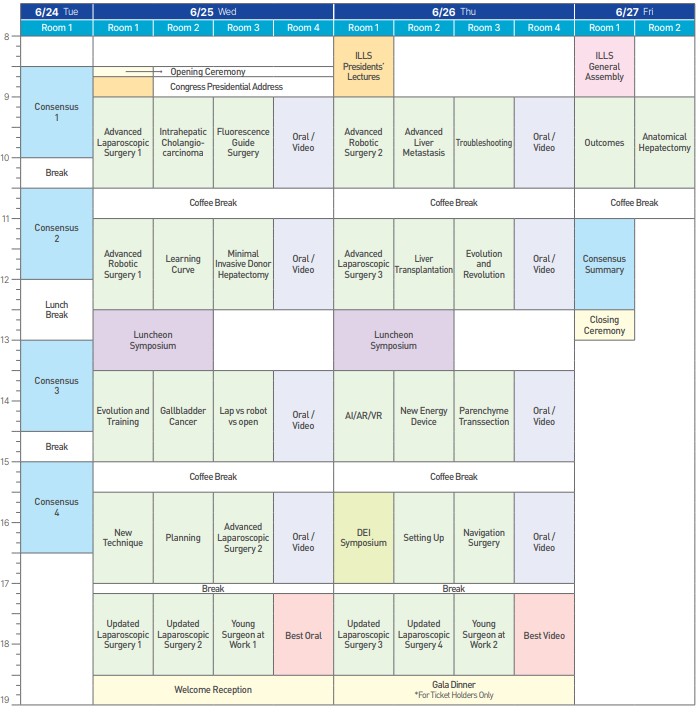 6/24 Tue
6/25 Wed
6/26 Thu
6/27 Fri
Room 1
Room 1
Room 2
Room 3
Room 4
Room 1
Room 2
Room 3
Room 4
Room 1
Room 2
8
ILLS
Presidents'
Lectures
ILLS
General
Assembly
Opening Ceremony
Congress Presidential Address
9
Consensus
1
Advanced
Laparoscopic
Surgery 1
Intrahepatic
Cholangio-
carcinoma
Fluorescence
Guide
Surgery
Oral /
Video
Advanced
Robotic
Surgery 2
Advanced
Liver
Metastasis
Troubleshooting
Oral /
Video
Outcomes
Anatomical
Hepatectomy
10
Break
Coffee Break
Coffee Break
Coffee Break
11
Consensus
2
Advanced
Robotic
Surgery 1
Learning
Curve
Minimal
Invasive Donor
Hepatectomy
Oral /
Video
Advanced
Laparoscopic
Surgery 3
Liver
Transplantation
Evolution
and
Revolution
Oral /
Video
Consensus
Summary
12
Lunch
Break
Luncheon
Symposium
Luncheon
Symposium
Closing
Ceremony
13
Consensus
3
Evolution and
Training
Gallbladder
Cancer
Lap vs robot
vs open
Oral /
Video
AI/AR/VR
New Energy
Device
Parenchyme
Transsection
Oral /
Video
14
Break
15
Coffee Break
Coffee Break
Consensus
4
New
Technique
Planning
Advanced
Laparoscopic
Surgery 2
Oral /
Video
DEI
Symposium
Setting Up
Navigation
Surgery
Oral /
Video
16
17
Break
Break
Updated
Laparoscopic
Surgery 1
Updated
Laparoscopic
Surgery 2
Young
Surgeon at
Work 1
Best Oral
Updated
Laparoscopic
Surgery 3
Updated
Laparoscopic
Surgery 4
Young
Surgeon at
Work 2
Best Video
18
Welcome Reception
Gala Dinner
*For Ticket Holders Only
19